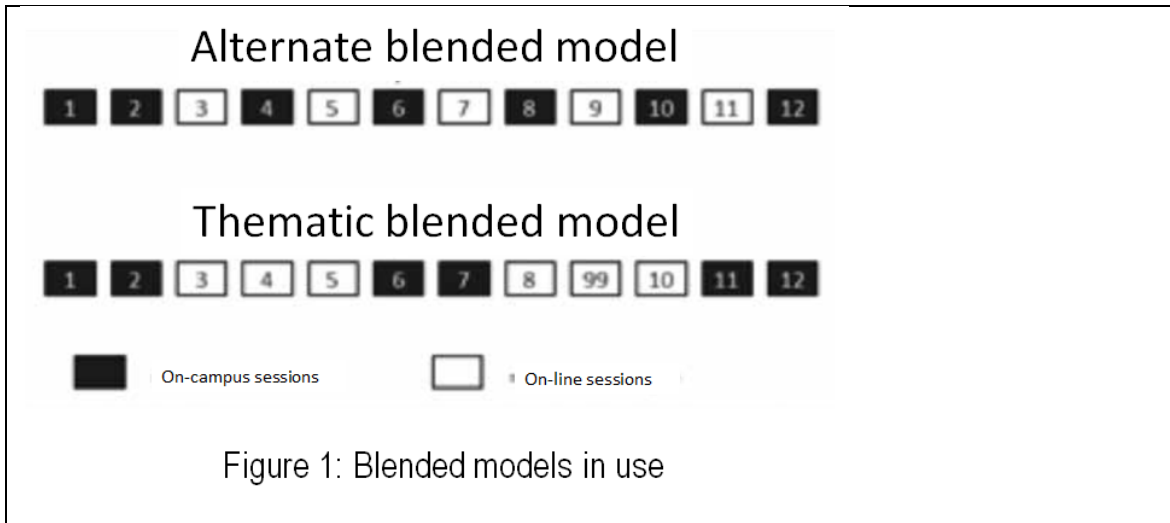 Alternate blended model
1 2 3 4 5 6 7 8 9 10 11 12
Thematic blended model
1 2 3 4 5 6 7 8 99 10 11 12
On-campus sessions On-line sessions
Figure 1: Blended models in use